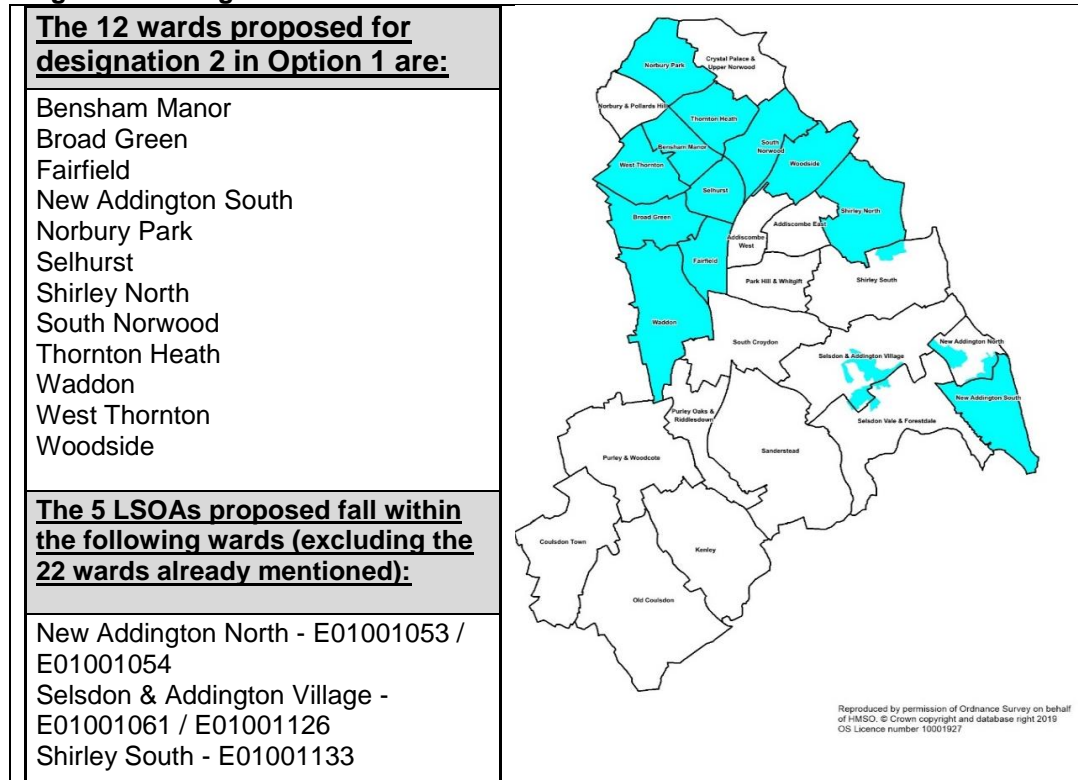 The 12 wards proposed for
designation 2 in Option 1 are:
Bensham Manor
Broad Green
Fairfield
New Addington South
Norbury Park
Selhurst
Shirley North
South Norwood
Thornton Heath
Waddon
West Thornton
Woodside
The 5 LSOAs proposed fall within
the following wards (excluding the
22 wards already mentioned):
New Addington North - E01001053 /
E01001054
Selsdon & Addington Village -
E01001061 / E01001126
Shirley South - E01001133
Norbury Park
Crystal Palace &
Upper Norwood
Norbury & Pollards Hill
Thornton Heath
Bensham Manor
South
Norwood
West Thornton
Woodside
Selhurst
Broad Green
Shirley North
Addiscombe East
Addiscombe
West
Fairfield
Park Hill & Whitgift
Shirley South
Waddon
South Croydon
New Addington North
Selsdon & Addington Village
New Addington South
Purley Oaks &
Riddlesdown
Selsdon Vale & Forestdale
Sanderstead
Purley & Woodcote
Coulsdon Town
Kenley
Old Coulsdon
Reproduced by permission of Ordnance Survey on behalf
of HMSO. © Crown copyright and database right 2019
OS Licence number 10001927